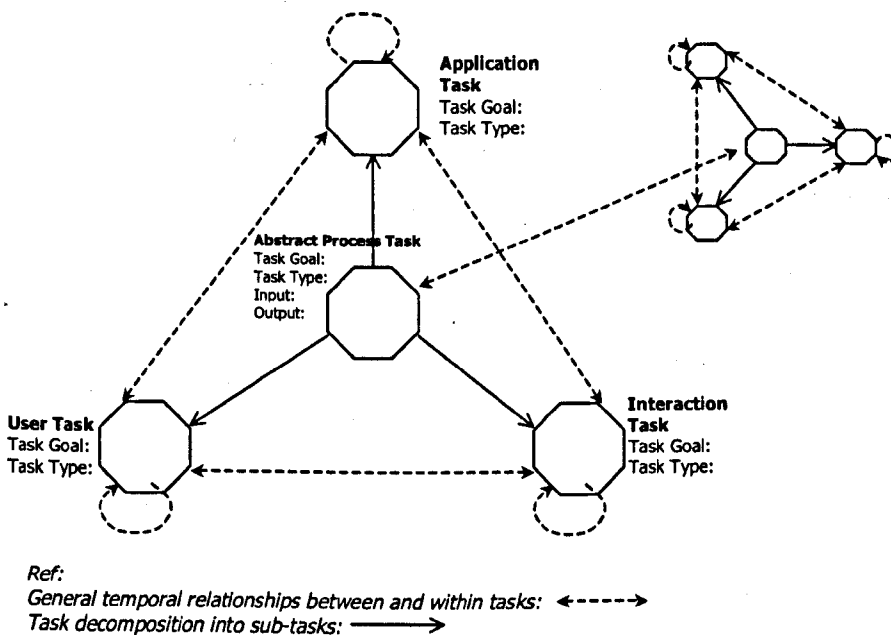 Application
Task
Task Goal:
Task Type:
Abstract Process Task
Task Goal:
Task Type:
Input:
Output:
User Task
Task Goal:
Task Type:
Interaction
Task
Task Goal:
Task Type:
Ref:
General temporal relationships between and within tasks:
Task decomposition into sub-tasks: